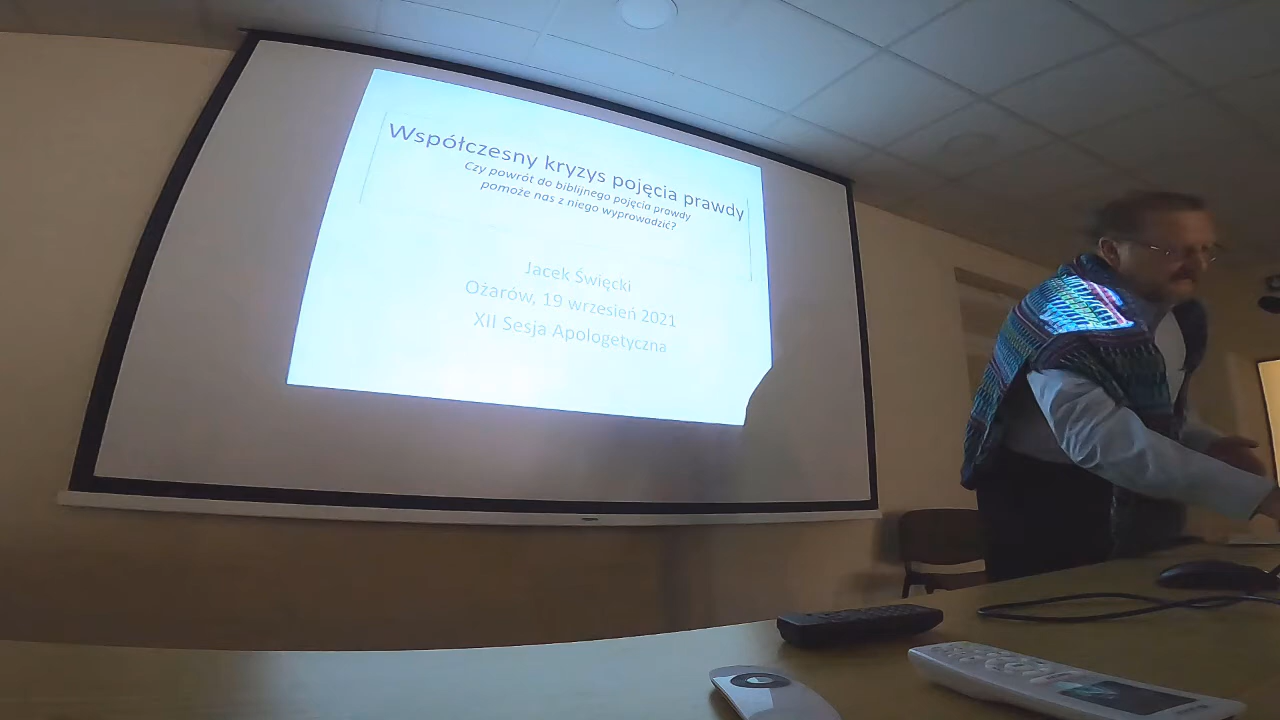 Współczesny kryzys pojęcia prawdy
Czy powrót do biblijnego pojęcia prawdy
pomoże nas z niego wyprowadzić?
Jacek Święcki
Ożarów, 19 wrzesień 2021
XII Sesja Apologetyczna